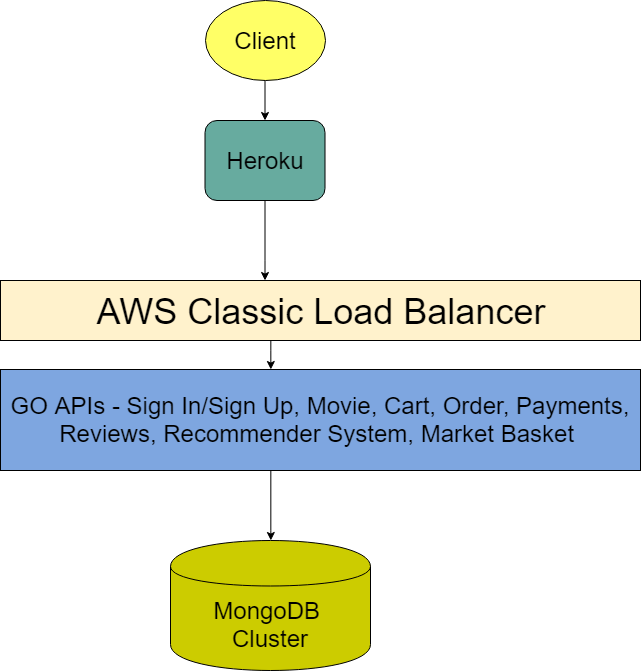 Client
Heroku
AWS Classic Load Balancer
GO APIs - Sign In/Sign Up, Movie, Cart, Order, Payments,
Reviews, Recommender System, Market Basket
MongoDB
Cluster